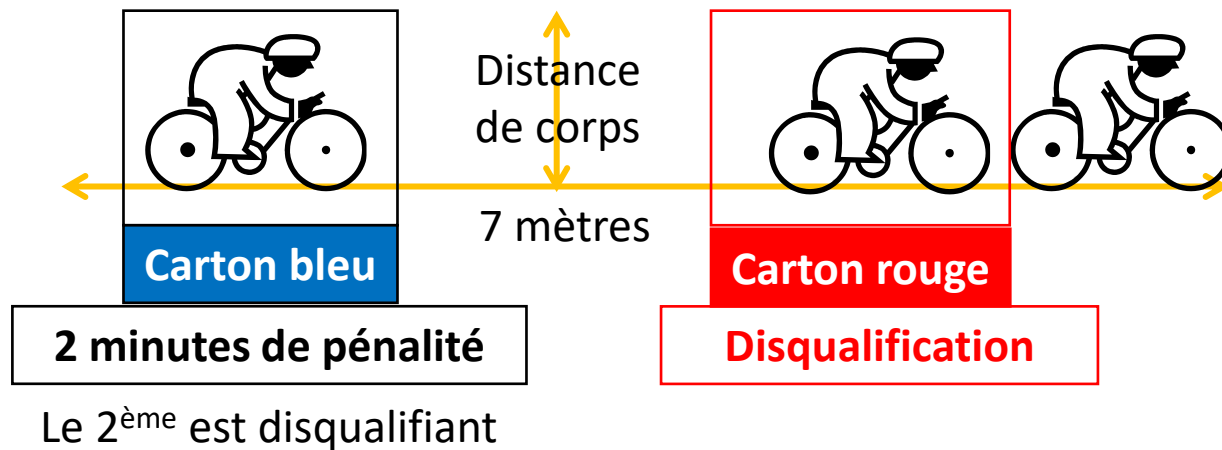 Distance
de corps
7 mètres
Carton bleu
Carton rouge
2 minutes de pénalité
Disqualification
Le 2ème est disqualifiant